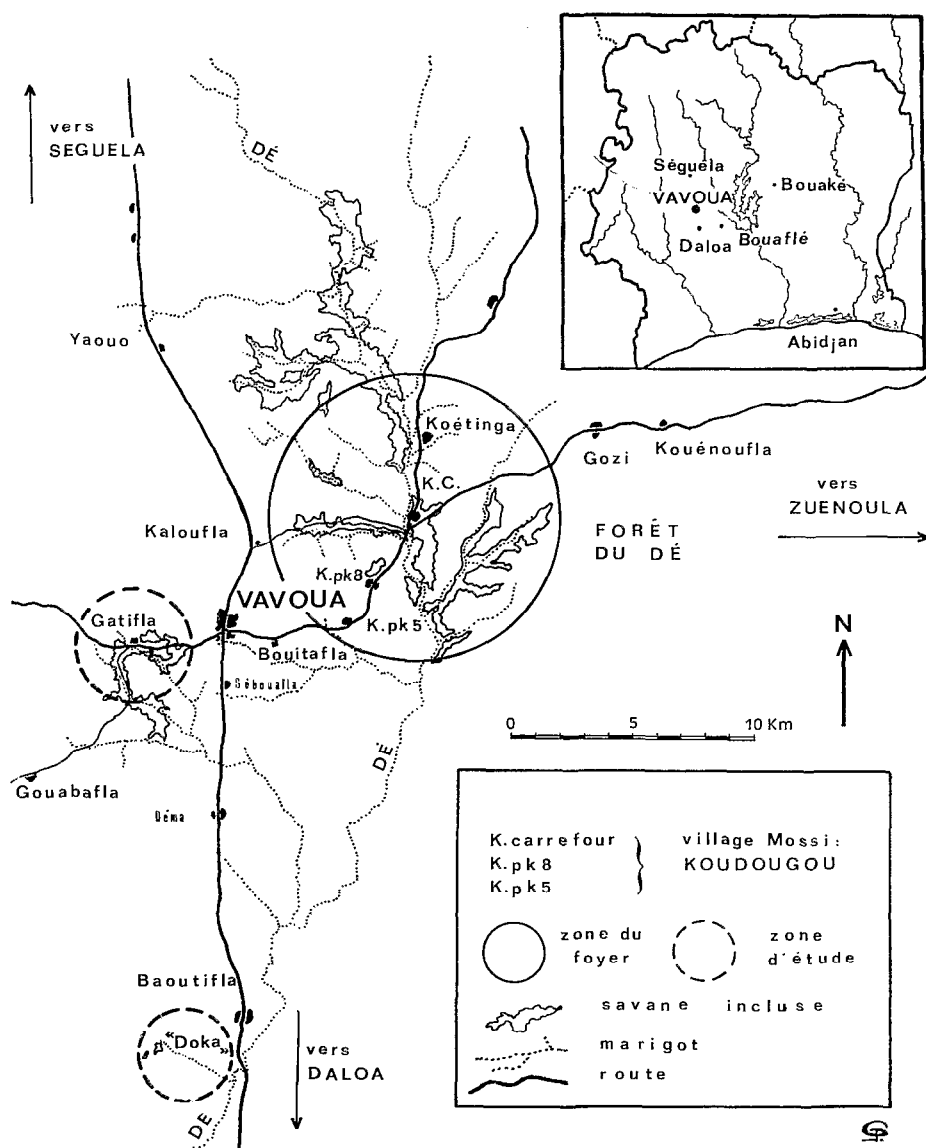 vers
SEGUELA
DÉ
Séguéla
Bouaké
VAVOUA
Daloa Bouaflé
Abidjan
Yaouo
Koétinga
Gozi
Kouénoufla
K.C.
vers
ZUENOULA
FORÊT
DU DÉ
Kaloufla
K.pk8
VAVOUA
Gatifla
K.pk5
Bouitafla
Sébouafla
N
0 5 10 Km
DÉ
Gouabafla
Déma
K.carrefour
K.pk8
K.pk5
village Mossi:
KOUDOUGOU
zone du
foyer
zone
d'étude
savane incluse
marigot
route
Baoutifla
"Doka"
vers
DALOA
DÉ